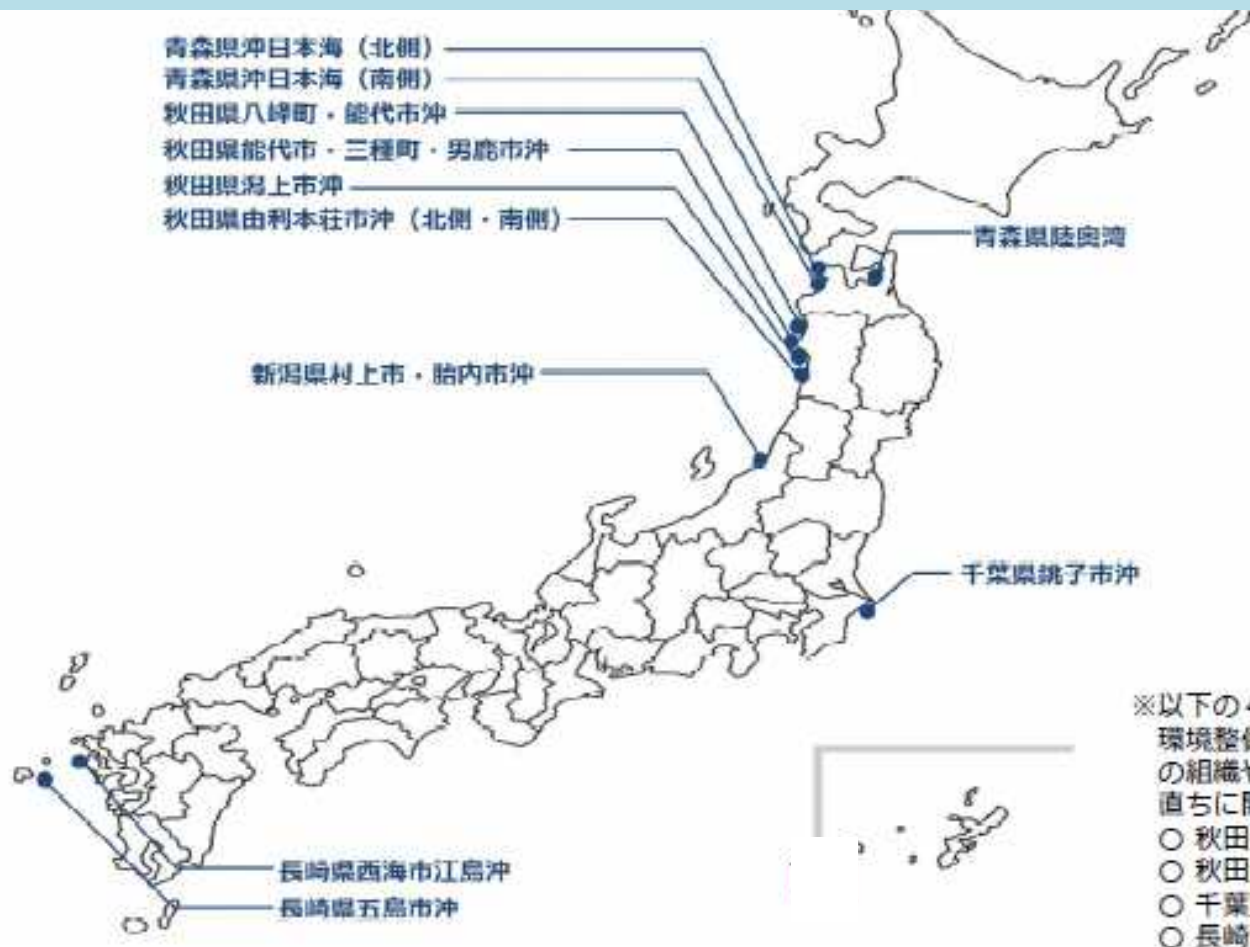 青森県沖日本海（北側）
青森県沖日本海（南側）
秋田県八峰町・能代市沖
秋田県能代市・三種町・男鹿市沖
秋田県潟上市沖
秋田県由利本荘市沖（北側・南側）
青森県陸奥湾
新潟県村上市・胎内市沖
千葉県銚子市沖
長崎県西海市江島沖
長崎県五島市沖
※以下の
環境整
の組織
直ちに
○ 秋田
○ 秋田
○ 千葉
○ 長崎